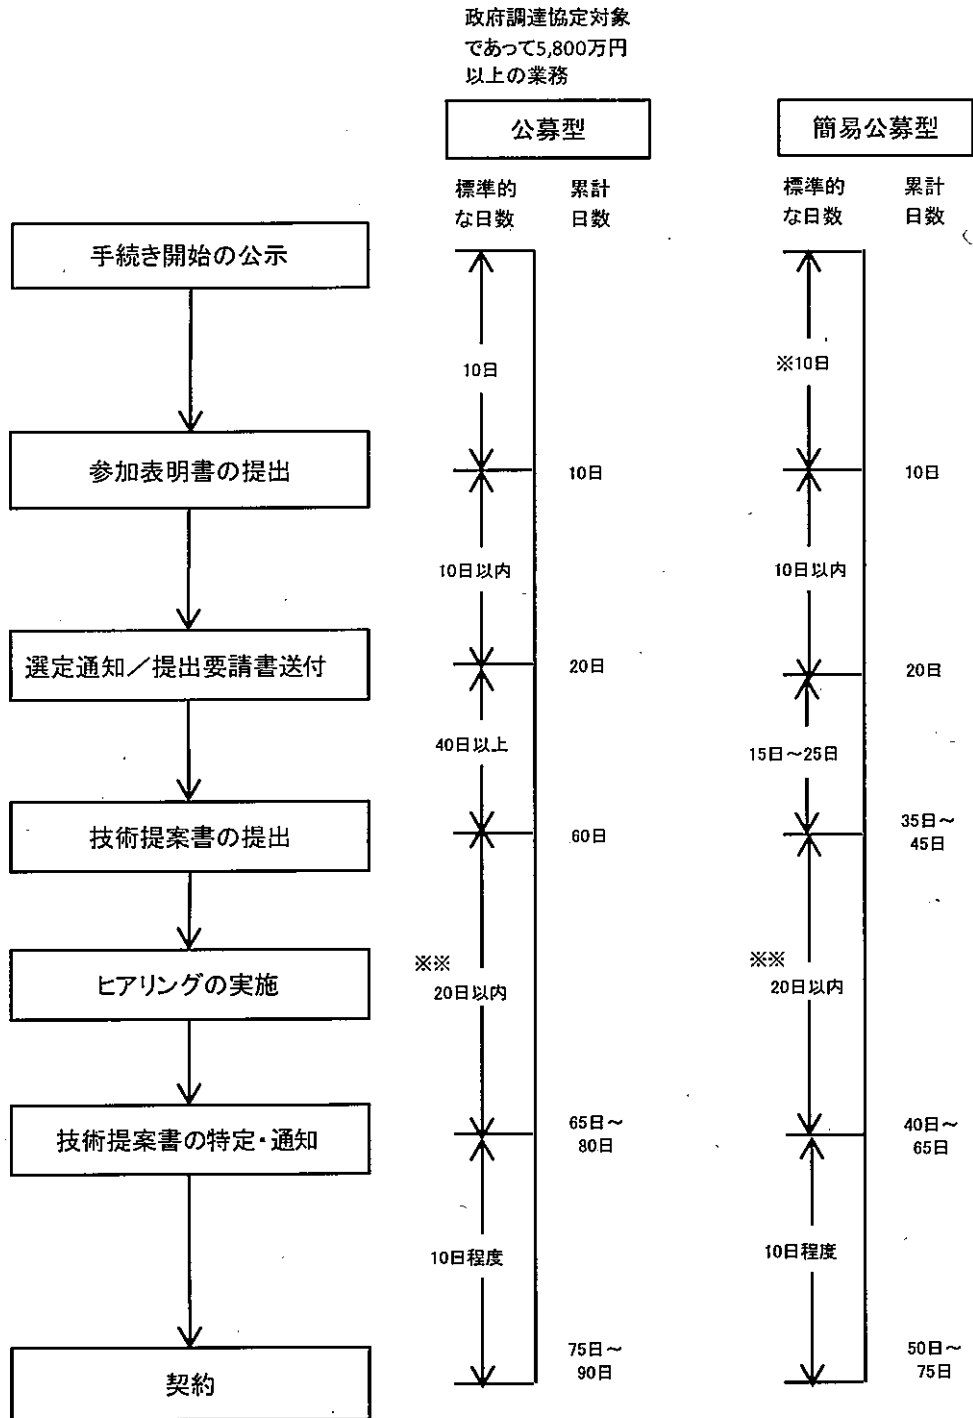 政府調達協定対象
であって5,800万円
以上の業務
公募型
簡易公募型
標準的
な日数
累計
日数
標準的
な日数
累計
日数
手続き開始の公示
10日
※10日
参加表明書の提出
10日
10日
10日以内
10日以内
選定通知／提出要請書送付
20日
20日
40日以上
15日～25日
技術提案書の提出
60日
35日～
45日
ヒアリングの実施
※※
20日以内
※※
20日以内
技術提案書の特定・通知
65日～
80日
40日～
65日
10日程度
10日程度
契約
75日～
90日
50日～
75日